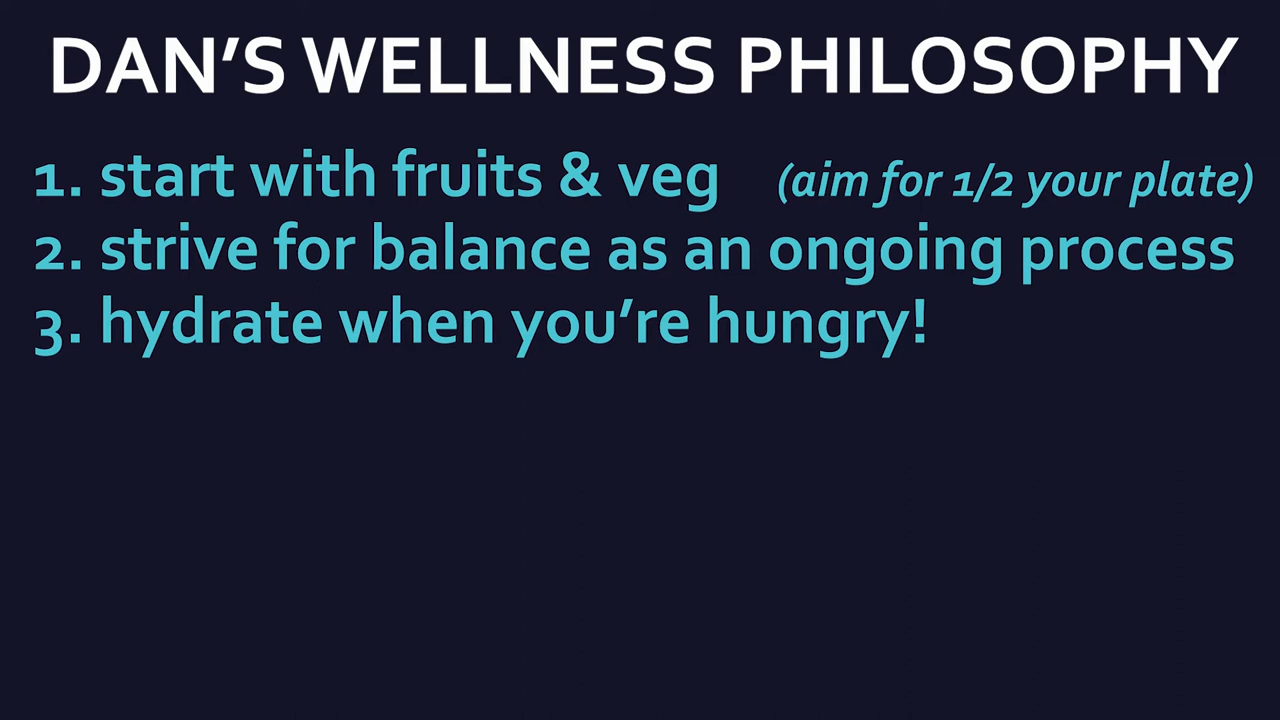 DAN'S WELLNESS PHILOSOPHY
1. start with fruits & veg (aim for 1/2 your plate)
2. strive for balance as an ongoing process
3. hydrate when you're hungry!